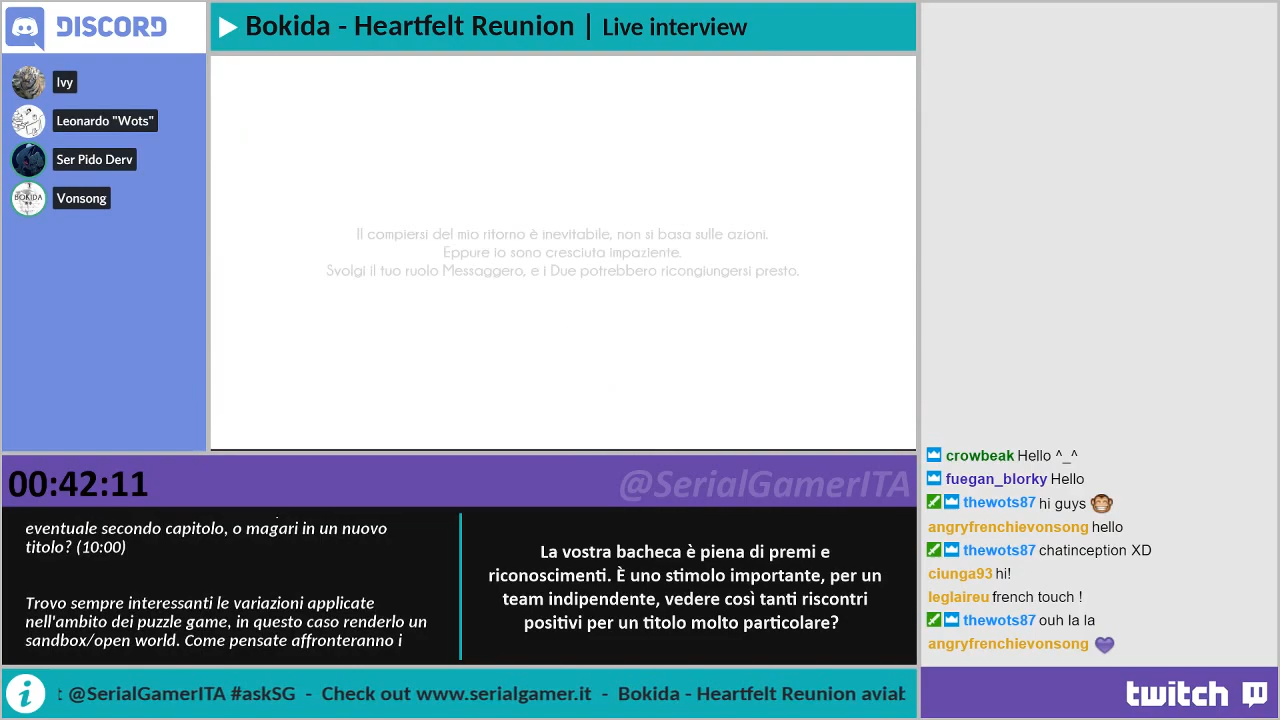 DISCORD
Ivy
Leonardo "Wots"
Ser Pido Derv
BOKIDA
Vonsong
Bokida - Heartfelt Reunion | Live interview
Il compiersi del mio ritorno è inevitabile, non si basa sulle azioni.
Eppure io sono cresciuta impaziente.
Svolgi il tuo ruolo Messaggero, e i Due potrebbero ricongiungersi presto.
00:42:11
@SerialGamerITA
eventuale secondo capitolo, o magari in un nuovo
titolo? (10:00)
Trovo sempre interessanti le variazioni applicate
nell'ambito dei puzzle game, in questo caso renderlo un
sandbox/open world. Come pensate affronteranno i
La vostra bacheca è piena di premi e
riconoscimenti. È uno stimolo importante, per un
team indipendente, vedere così tanti riscontri
positivi per un titolo molto particolare?
crowbeak Hello ^_^
fuegan_blorky Hello
thewots87 hi guys
angryfrenchievonsong hello
thewots87 chatinception XD
ciunga93 hi!
leglaireu french touch !
thewots87 ouh la la
angryfrenchievonsong
t @SerialGamerITA #askSG - Check out www.serialgamer.it - Bokida - Heartfelt Reunion aviab
twitch